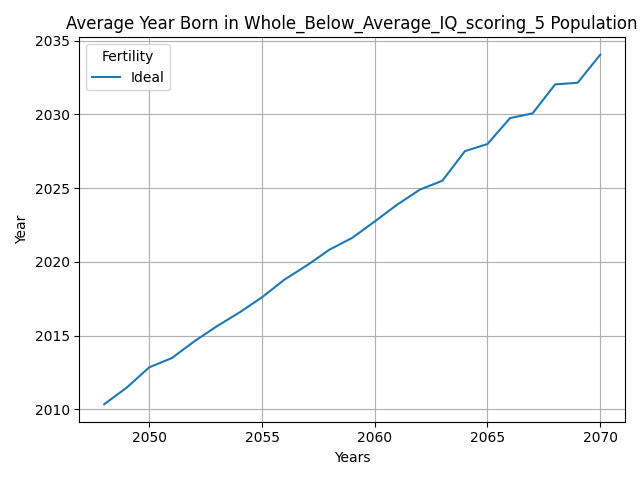 Average Year Born in Whole_Below_Average_IQ_scoring_5 Population
Fertility
Ideal
2035
2030
2025
2020
2015
2010
Year
2050 2055 2060 2065 2070
Years